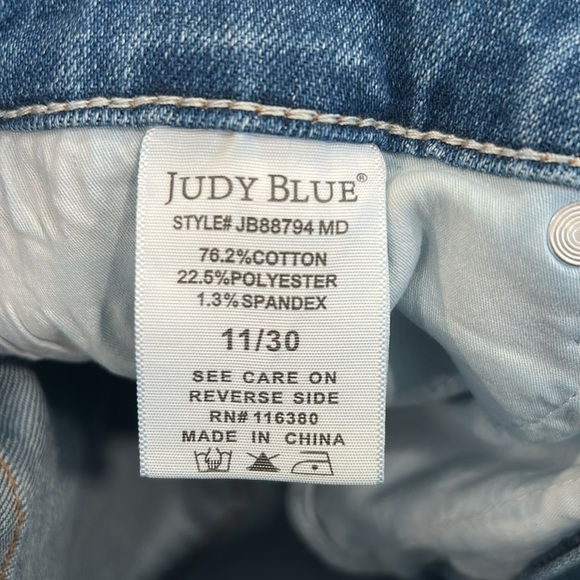 JUDY BLUE®
STYLE# JB88794 MD
76.2%COTTON
22.5%POLYESTER
1.3%SPANDEX
11/30
SEE CARE ON
REVERSE SIDE
RN# 116380
MADE IN CHINA